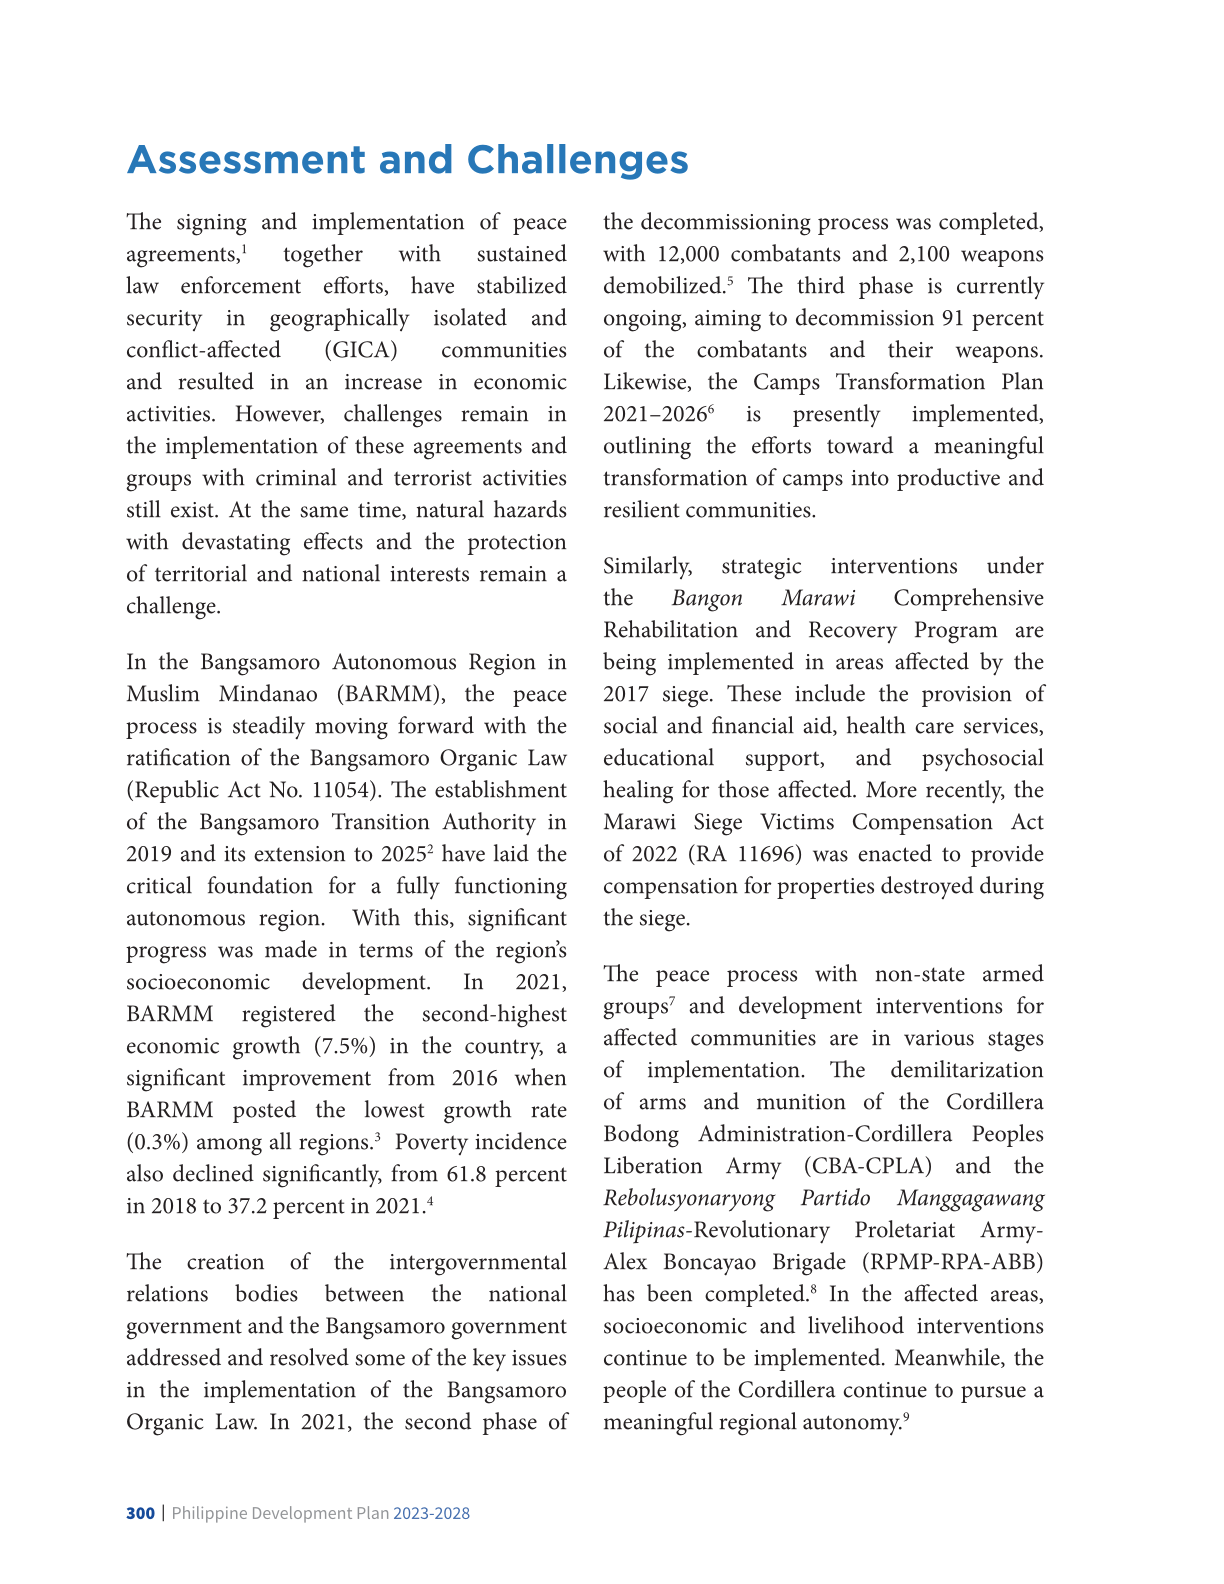 Assessment and Challenges
The signing and implementation of peace
agreements,¹ together with sustained
law enforcement efforts, have stabilized
security in geographically isolated and
conflict-affected (GICA) communities
and resulted in an increase in economic
activities. However, challenges remain in
the implementation of these agreements and
groups with criminal and terrorist activities
still exist. At the same time, natural hazards
with devastating effects and the protection
of territorial and national interests remain a
challenge.
In the Bangsamoro Autonomous Region in
Muslim Mindanao (BARMM), the peace
process is steadily moving forward with the
ratification of the Bangsamoro Organic Law
(Republic Act No. 11054). The establishment
of the Bangsamoro Transition Authority in
2019 and its extension to 2025² have laid the
critical foundation for a fully functioning
autonomous region. With this, significant
progress was made in terms of the region’s
socioeconomic development. In 2021,
BARMM registered the second-highest
economic growth (7.5%) in the country, a
significant improvement from 2016 when
BARMM posted the lowest growth rate
(0.3%) among all regions.³ Poverty incidence
also declined significantly, from 61.8 percent
in 2018 to 37.2 percent in 2021.⁴
The creation of the intergovernmental
relations bodies between the national
government and the Bangsamoro government
addressed and resolved some of the key issues
in the implementation of the Bangsamoro
Organic Law. In 2021, the second phase of
the decommissioning process was completed,
with 12,000 combatants and 2,100 weapons
demobilized.⁵ The third phase is currently
ongoing, aiming to decommission 91 percent
of the combatants and their weapons.
Likewise, the Camps Transformation Plan
2021–2026⁶ is presently implemented,
outlining the efforts toward a meaningful
transformation of camps into productive and
resilient communities.
Similarly, strategic interventions under
the Bangon Marawi Comprehensive
Rehabilitation and Recovery Program are
being implemented in areas affected by the
2017 siege. These include the provision of
social and financial aid, health care services,
educational support, and psychosocial
healing for those affected. More recently, the
Marawi Siege Victims Compensation Act
of 2022 (RA 11696) was enacted to provide
compensation for properties destroyed during
the siege.
The peace process with non-state armed
groups⁷ and development interventions for
affected communities are in various stages
of implementation. The demilitarization
of arms and munition of the Cordillera
Bodong Administration-Cordillera Peoples
Liberation Army (CBA-CPLA) and the
Rebolusyonaryong Partido Manggagawang
Pilipinas-Revolutionary Proletariat Army-
Alex Boncayao Brigade (RPMP-RPA-ABB)
has been completed.⁸ In the affected areas,
socioeconomic and livelihood interventions
continue to be implemented. Meanwhile, the
people of the Cordillera continue to pursue a
meaningful regional autonomy.⁹
300 | Philippine Development Plan 2023-2028